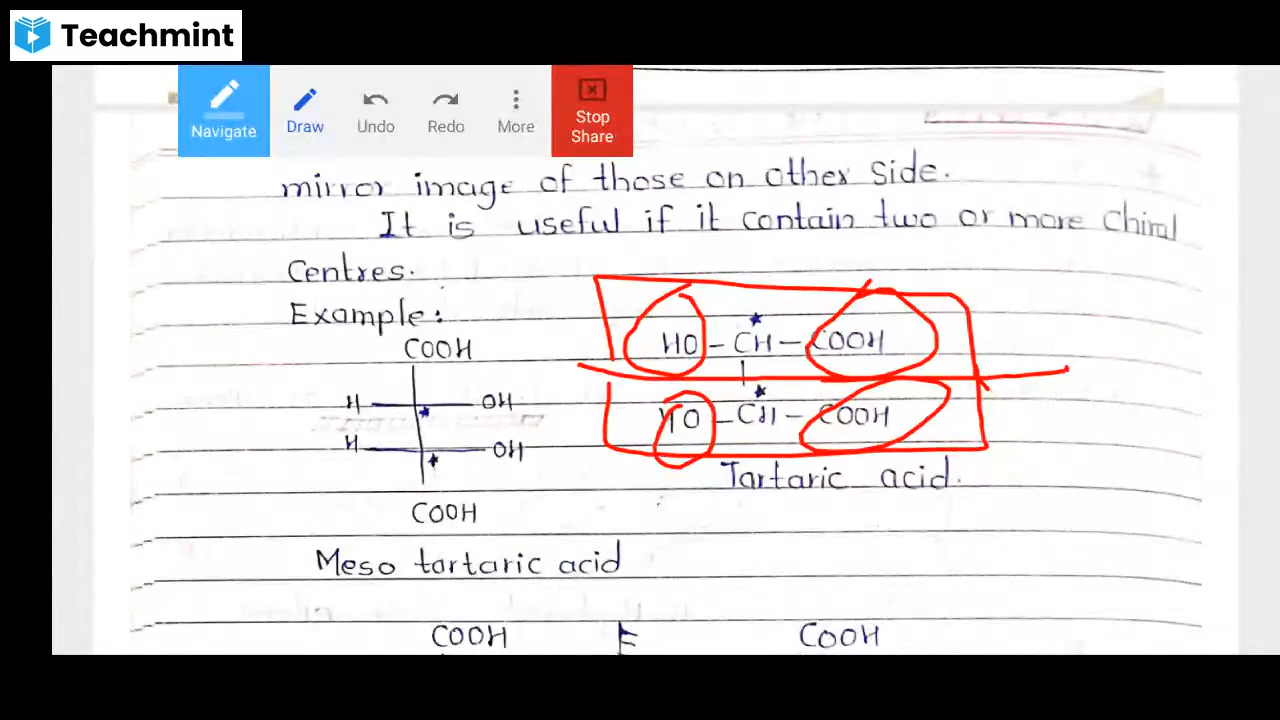 Teachmint
Navigate
Draw
Undo
Redo
More
Stop
Share
mirror image of those on other side.
It is useful if it contain two or more Chiral
Centres.
Example:
COOH
HO - CH - COOH
H OH
HO - CH - COOH
H OH
Tartaric acid.
COOH
Meso tartaric acid
COOH
COOH